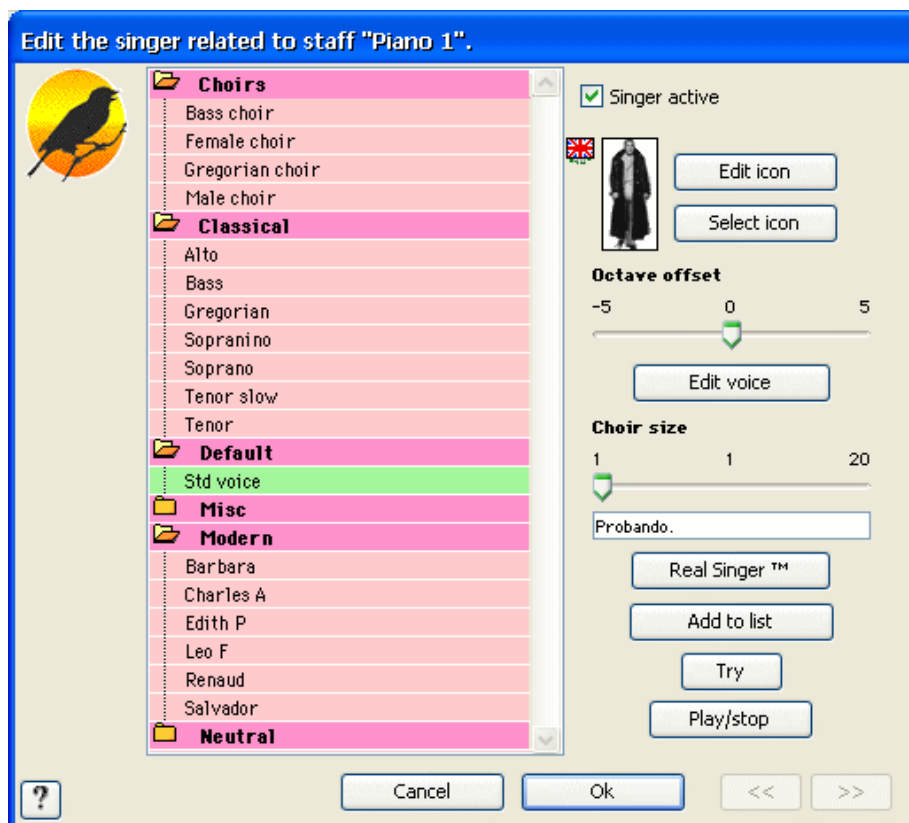 Edit the singer related to staff "Piano 1".
Choirs
Bass choir
Female choir
Gregorian choir
Male choir
Classical
Alto
Bass
Gregorian
Sopranino
Soprano
Tenor slow
Tenor
Default
Std voice
Misc
Modern
Barbara
Charles A
Edith P
Leo F
Renaud
Salvador
Neutral
Singer active
Edit icon
Select icon
Octave offset
-5 0 5
Edit voice
Choir size
1 1 20
Probando.
Real Singer ™
Add to list
Try
Play/stop
? Cancel Ok << >>